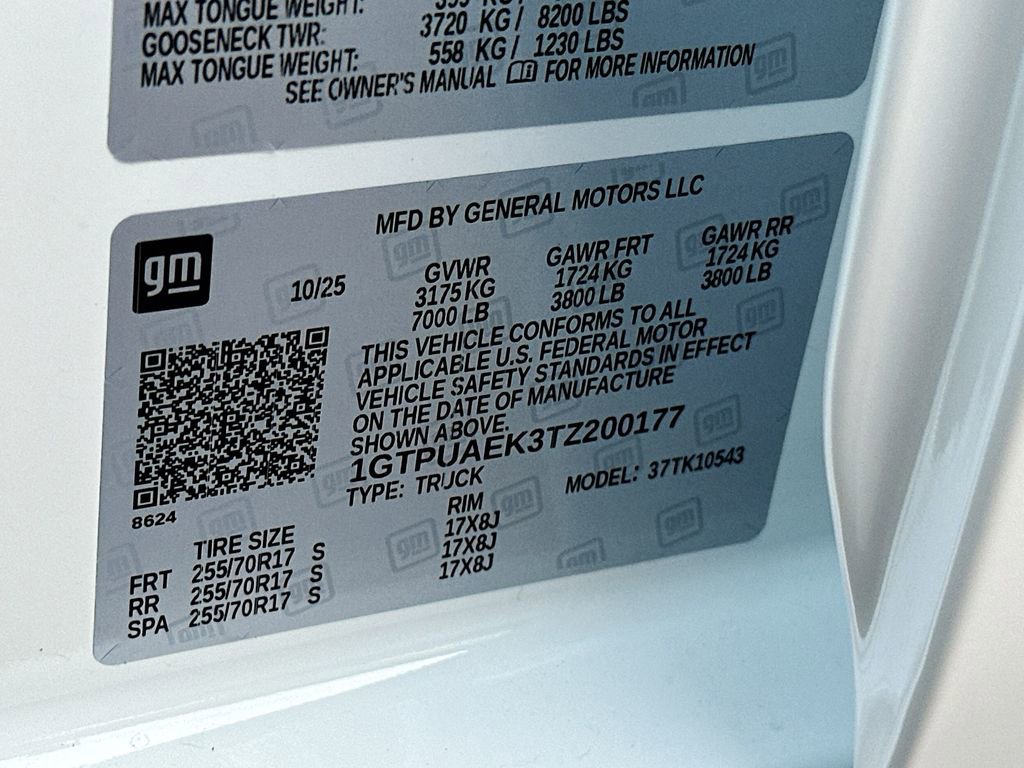 MAX TONGUE WEIGHT:
GOOSENECK TWR: 3720 KG / 8200 LBS
MAX TONGUE WEIGHT: 558 KG / 1230 LBS
SEE OWNER'S MANUAL FOR MORE INFORMATION
MFD BY GENERAL MOTORS LLC
gm
10/25
GVWR GAWR FRT GAWR RR
3175 KG 1724 KG 1724 KG
7000 LB 3800 LB 3800 LB
THIS VEHICLE CONFORMS TO ALL
APPLICABLE U.S. FEDERAL MOTOR
VEHICLE SAFETY STANDARDS IN EFFECT
ON THE DATE OF MANUFACTURE
SHOWN ABOVE.
1GTPUAEK3TZ200177
TYPE: TRUCK MODEL: 37TK10543
8624
TIRE SIZE RIM
FRT 255/70R17 S 17X8J
RR 255/70R17 S 17X8J
SPA 255/70R17 S 17X8J